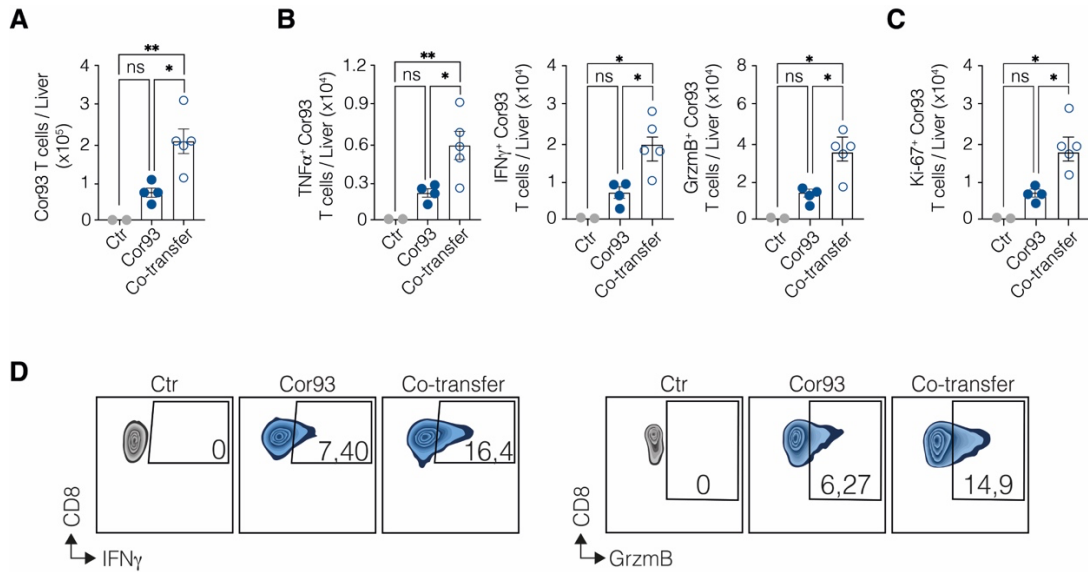 A
Cor93 T cells / Liver
(x10⁵)
4
3
2
1
0
**
ns
*
Ctr
Cor93
Co-transfer
B
TNFα⁺ Cor93
T cells / Liver (x10⁴)
1.2
0.9
0.6
0.3
0
**
ns
*
Ctr
Cor93
Co-transfer
IFNγ⁺ Cor93
T cells / Liver (x10⁴)
4
3
2
1
0
*
ns
*
Ctr
Cor93
Co-transfer
GrzmB⁺ Cor93
T cells / Liver (x10⁴)
8
6
4
2
0
*
ns
*
Ctr
Cor93
Co-transfer
C
Ki-67⁺ Cor93
T cells / Liver (x10⁴)
4
3
2
1
0
*
ns
*
Ctr
Cor93
Co-transfer
D
Ctr
Cor93
Co-transfer
0
7,40
16,4
CD8
IFNγ
Ctr
Cor93
Co-transfer
0
6,27
14,9
CD8
GrzmB